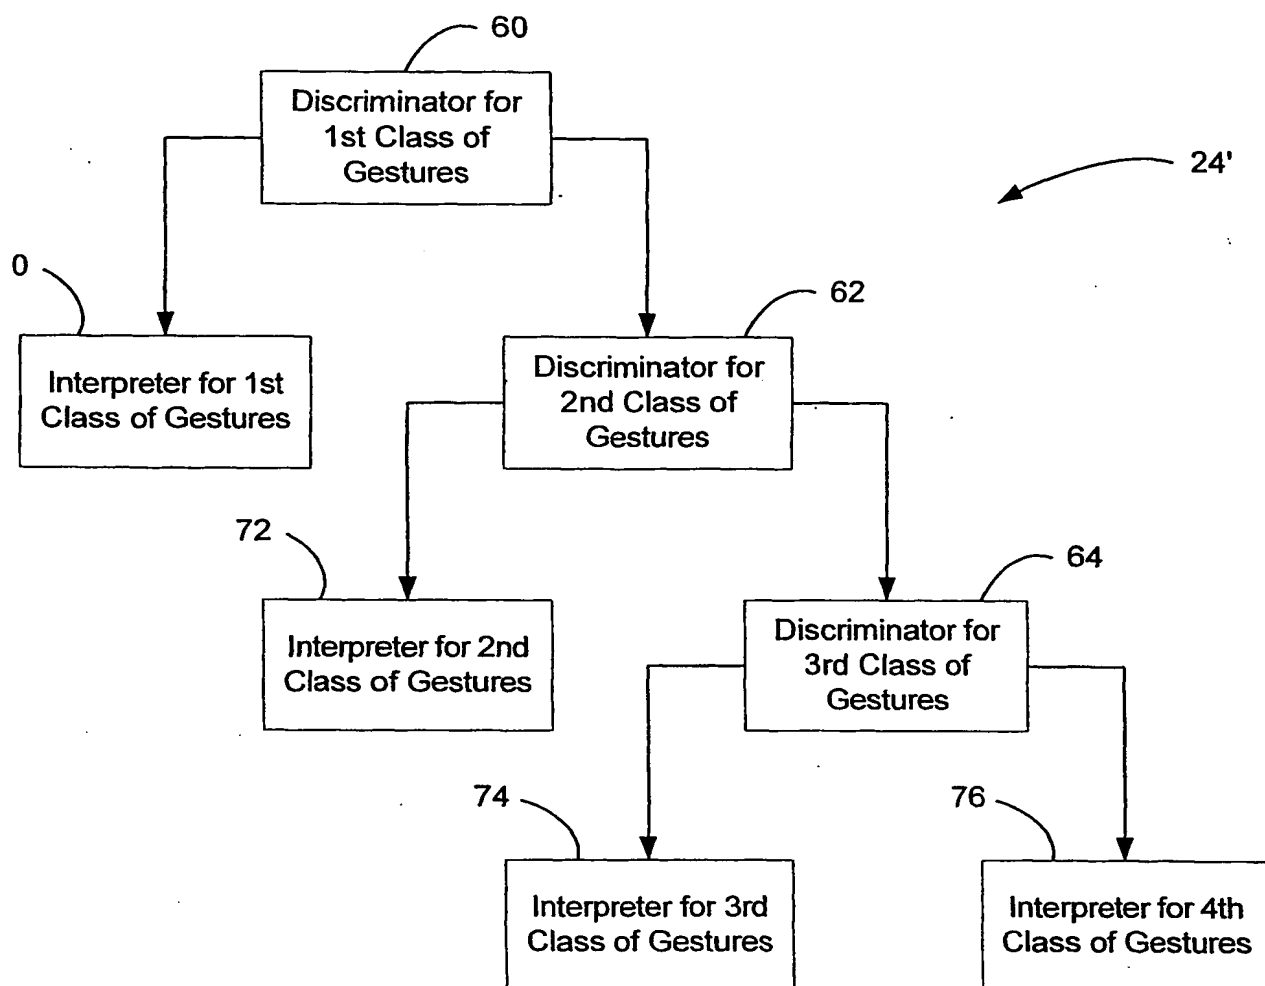 60
Discriminator for
1st Class of
Gestures
24'
0
Interpreter for 1st
Class of Gestures
62
Discriminator for
2nd Class of
Gestures
72
Interpreter for 2nd
Class of Gestures
64
Discriminator for
3rd Class of
Gestures
74
Interpreter for 3rd
Class of Gestures
76
Interpreter for 4th
Class of Gestures